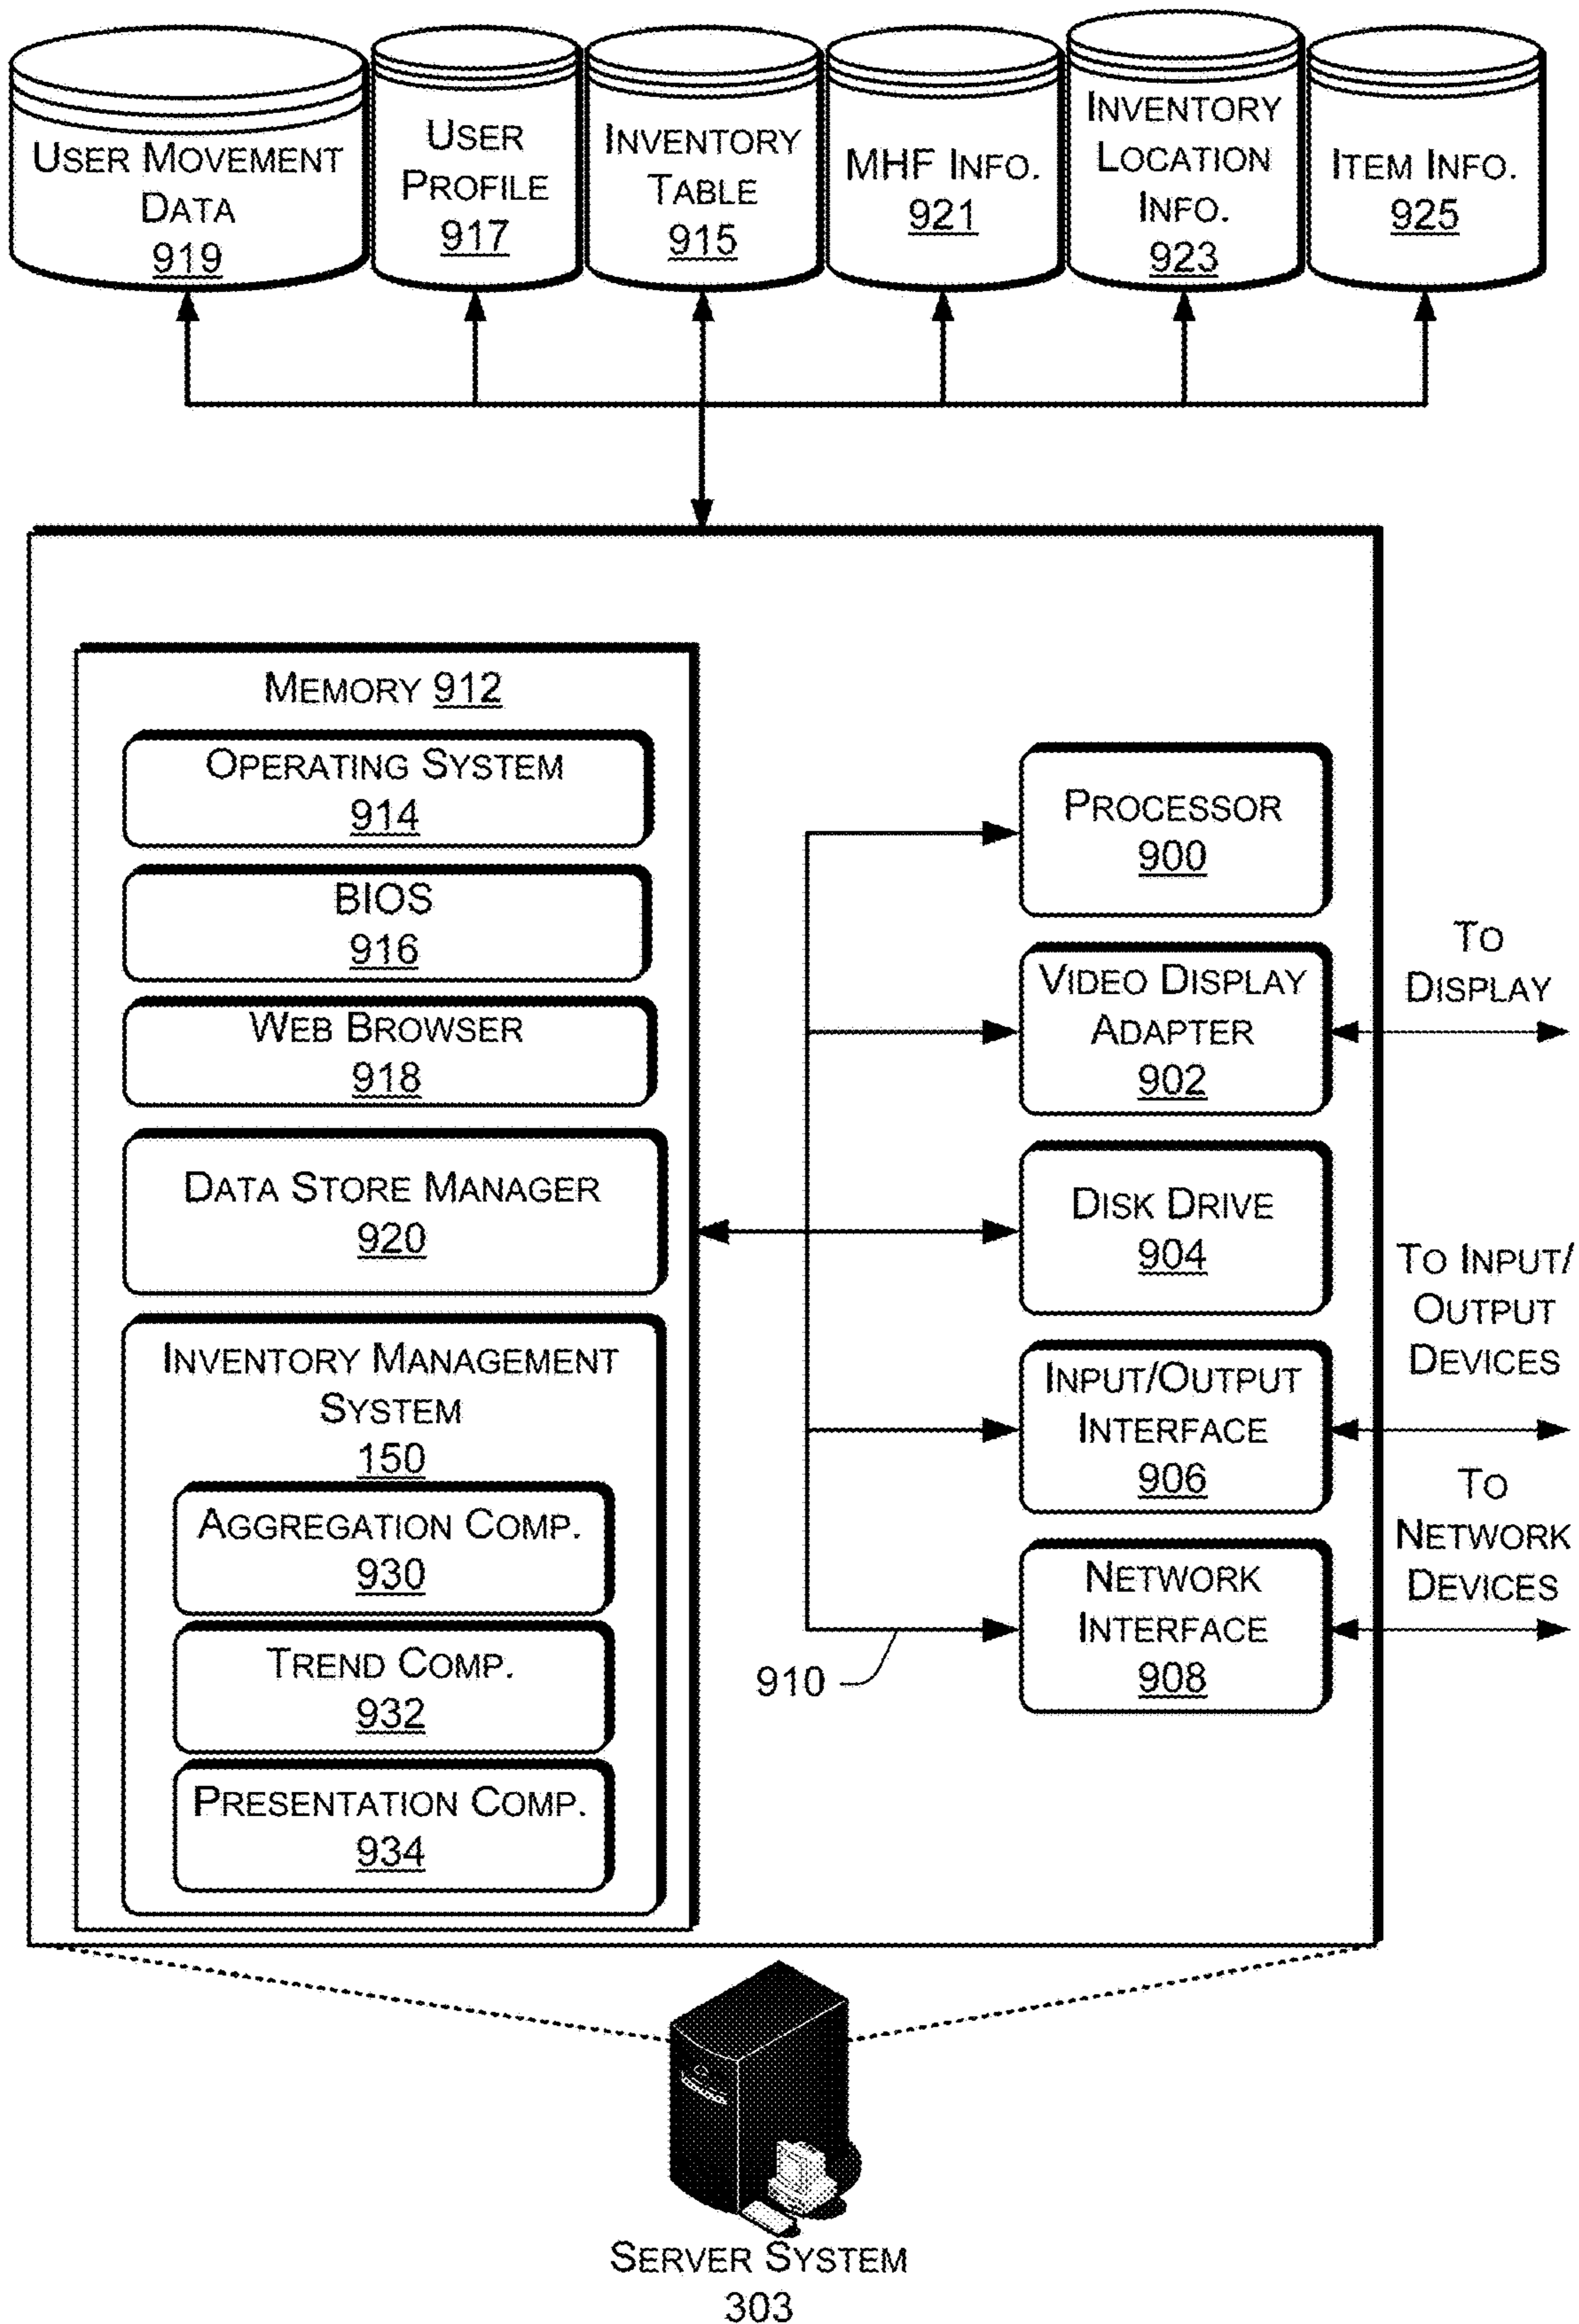 USER MOVEMENT
DATA
919
USER
PROFILE
917
INVENTORY
TABLE
915
MHF INFO.
921
INVENTORY
LOCATION
INFO.
923
ITEM INFO.
925
MEMORY 912
OPERATING SYSTEM
914
BIOS
916
WEB BROWSER
918
DATA STORE MANAGER
920
INVENTORY MANAGEMENT
SYSTEM
150
AGGREGATION COMP.
930
TREND COMP.
932
PRESENTATION COMP.
934
PROCESSOR
900
VIDEO DISPLAY
ADAPTER
902
DISK DRIVE
904
INPUT/OUTPUT
INTERFACE
906
NETWORK
INTERFACE
908
910
TO
DISPLAY
TO INPUT/
OUTPUT
DEVICES
TO
NETWORK
DEVICES
SERVER SYSTEM
303